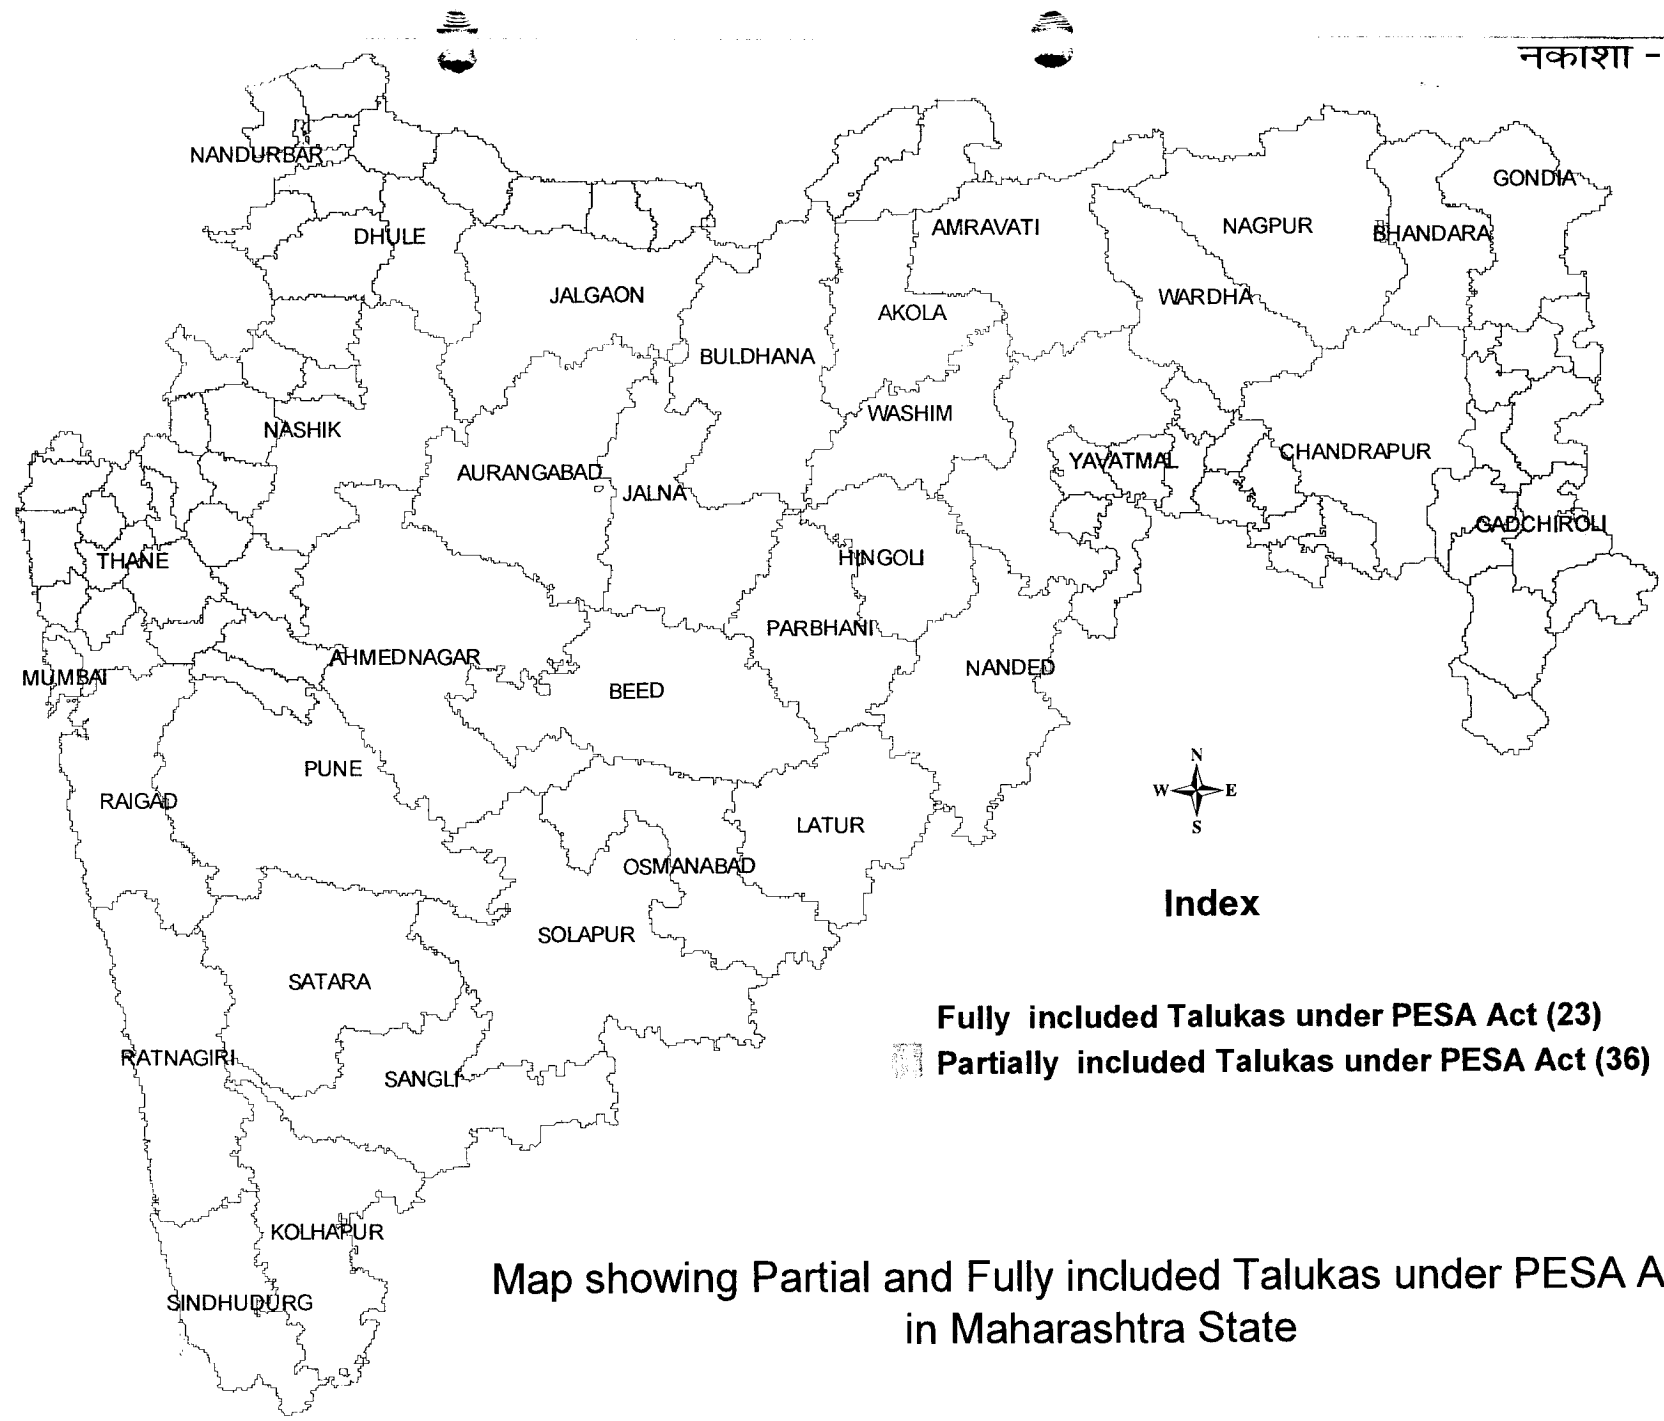 नकाशा -
NANDURBAR
GONDIA
DHULE
AMRAVATI
NAGPUR
BHANDARA
JALGAON
WARDHA
AKOLA
BULDHANA
WASHIM
NASHIK
CHANDRAPUR
YAVATMAL
AURANGABAD
JALNA
GADCHIROLI
THANE
HINGOLI
PARBHANI
AHMEDNAGAR
NANDED
MUMBAI
BEED
PUNE
N
W
E
S
RAIGAD
LATUR
OSMANABAD
Index
SOLAPUR
SATARA
Fully included Talukas under PESA Act (23)
RATNAGIRI
Partially included Talukas under PESA Act (36)
SANGLI
KOLHAPUR
Map showing Partial and Fully included Talukas under PESA A
SINDHUDURG
in Maharashtra State